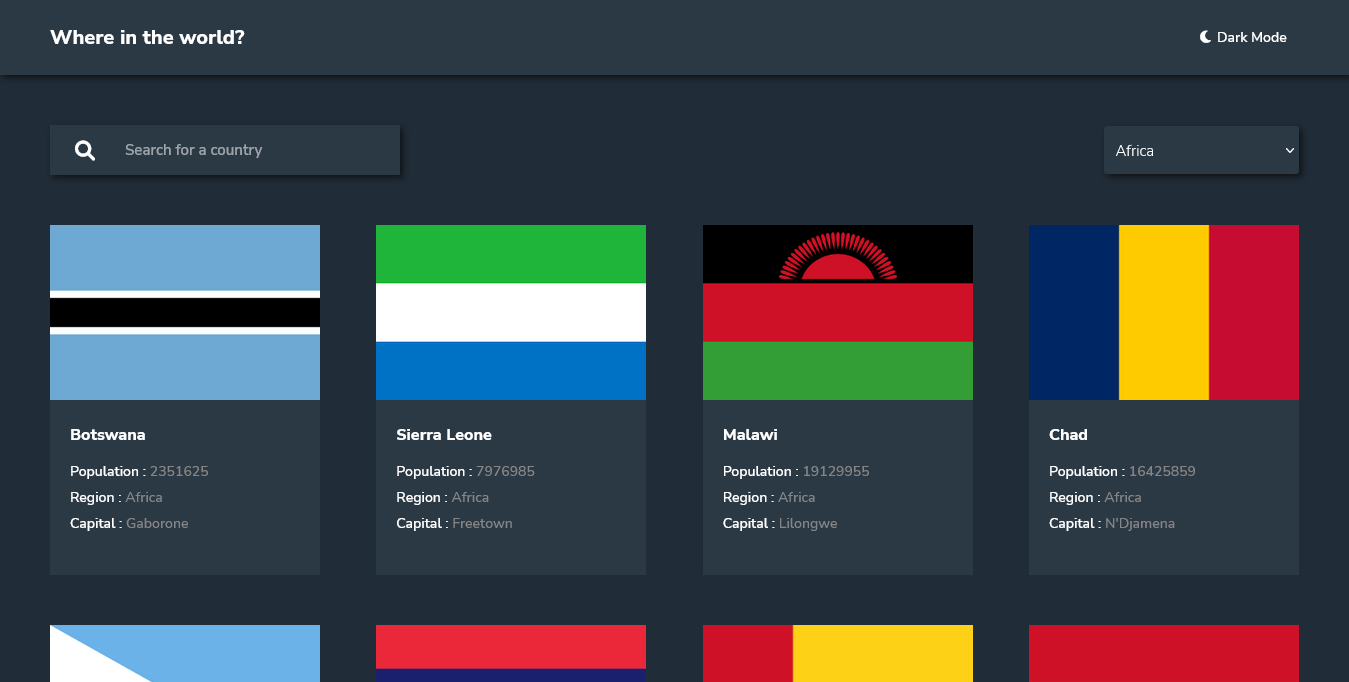 Where in the world?
Dark Mode
Search for a country
Africa
Botswana
Population : 2351625
Region : Africa
Capital : Gaborone
Sierra Leone
Population : 7976985
Region : Africa
Capital : Freetown
Malawi
Population : 19129955
Region : Africa
Capital : Lilongwe
Chad
Population : 16425859
Region : Africa
Capital : N'Djamena